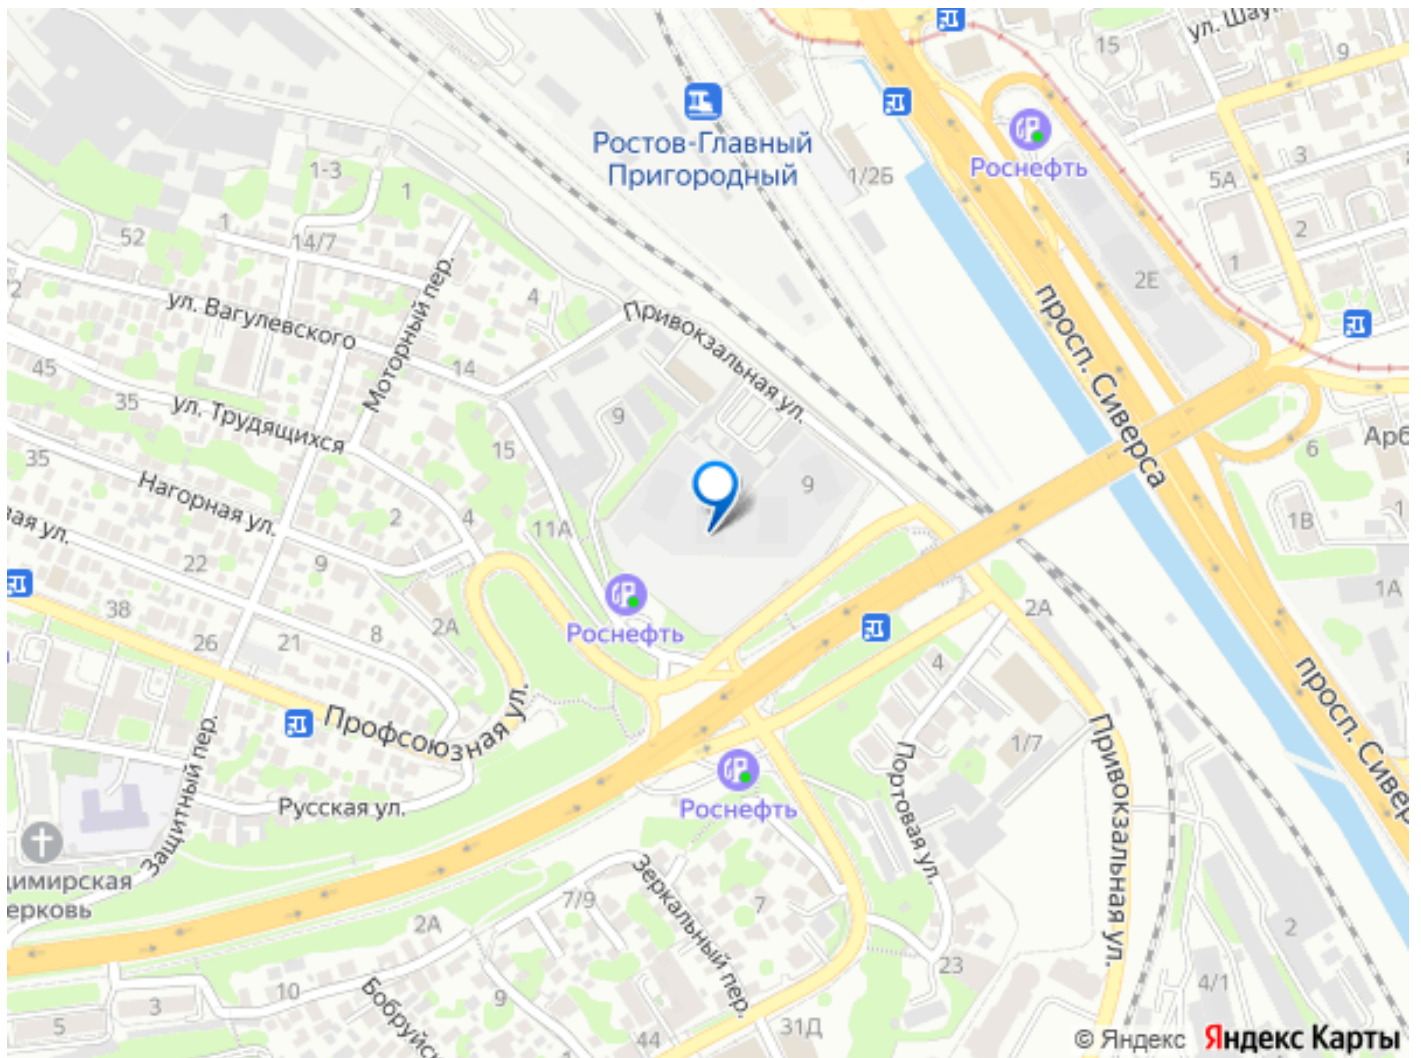 ул. Шау
15
9
Ростов-Главный
Пригородный
Роснефть
1/2Б
3
5А
2
1
1-3
1
1
52
14/7
2Е
4
Моторный пер.
ул. Вагулевского
Привокзальная ул.
просп. Сиверса
2
45
14
35
ул. Трудящихся
9
15
Арб
6
35
Нагорная ул.
9
вая ул.
2
4
11А
1В
1
22
9
1А
38
2А
Роснефть
2А
26
21
8
4
просп. Сиверс
Профсоюзная ул.
Защитный пер.
Привокзальная ул.
1/7
Портовая ул.
Русская ул.
Роснефть
димирская
ерковь
7/9
Зеркальный пер.
7
2А
2
23
10
Бобруйс
9
4/1
3
5
44
31Д
© Яндекс Яндекс Карты